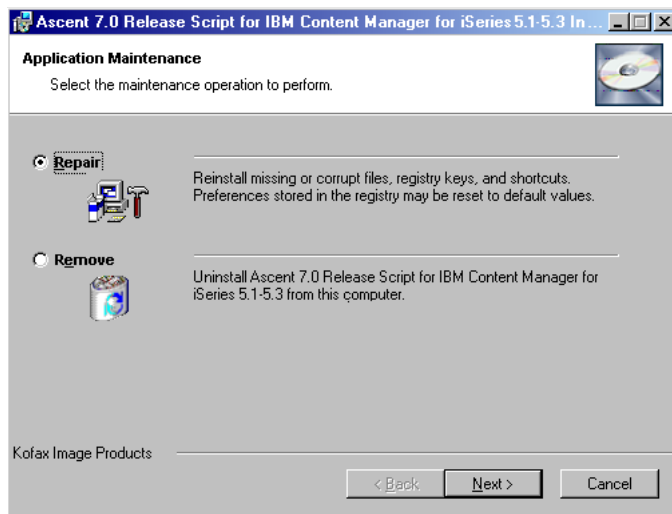 Ascent 7.0 Release Script for IBM Content Manager for iSeries 5.1-5.3 In...
Application Maintenance
Select the maintenance operation to perform.
Repair
Reinstall missing or corrupt files, registry keys, and shortcuts.
Preferences stored in the registry may be reset to default values.
Remove
Uninstall Ascent 7.0 Release Script for IBM Content Manager for
iSeries 5.1-5.3 from this computer.
Kofax Image Products
< Back
Next >
Cancel